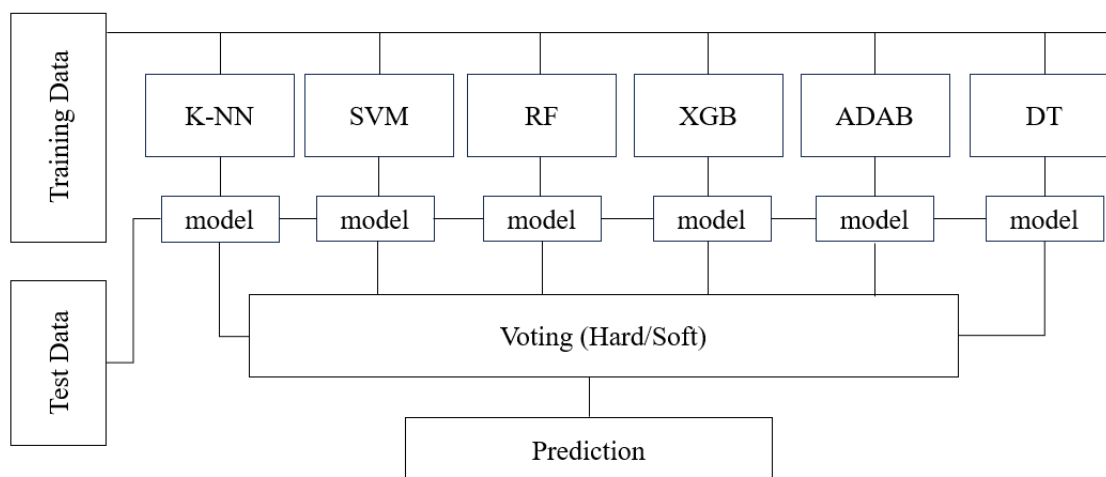 Training Data
K-NN
SVM
RF
XGB
ADAB
DT
model
model
model
model
model
model
Test Data
Voting (Hard/Soft)
Prediction